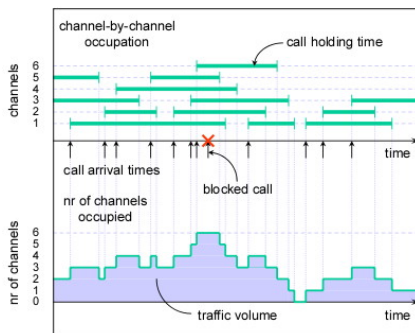 channel-by-channel
occupation
call holding time
channels
6
5
4
3
2
1
time
call arrival times
blocked call
nr of channels
occupied
nr of channels
6
5
4
3
2
1
0
traffic volume
time